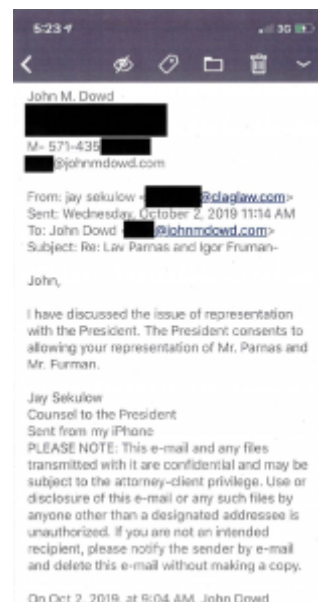 5:23
3G
John M. Dowd
M- 571-435
@johnmdowd.com
From: jay sekulow < @claglaw.com>
Sent: Wednesday, October 2, 2019 11:14 AM
To: John Dowd < @johnmdowd.com>
Subject: Re: Lav Parnas and Igor Fruman-
John,
I have discussed the issue of representation
with the President. The President consents to
allowing your representation of Mr. Parnas and
Mr. Furman.
Jay Sekulow
Counsel to the President
Sent from my iPhone
PLEASE NOTE: This e-mail and any files
transmitted with it are confidential and may be
subject to the attorney-client privilege. Use or
disclosure of this e-mail or any such files by
anyone other than a designated addressee is
unauthorized. If you are not an intended
recipient, please notify the sender by e-mail
and delete this e-mail without making a copy.
On Oct 2, 2019, at 9:04 AM, John Dowd